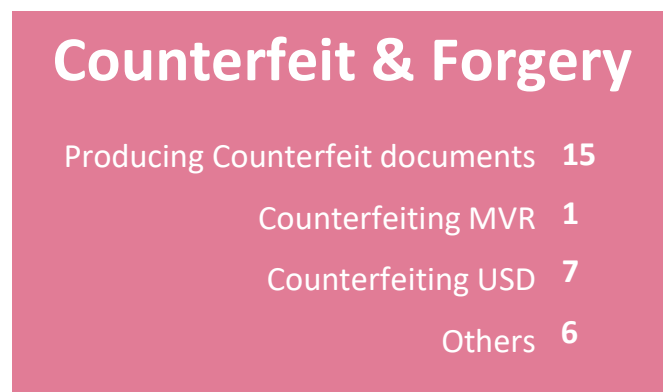 Counterfeit & Forgery
Producing Counterfeit documents 15
Counterfeiting MVR 1
Counterfeiting USD 7
Others 6